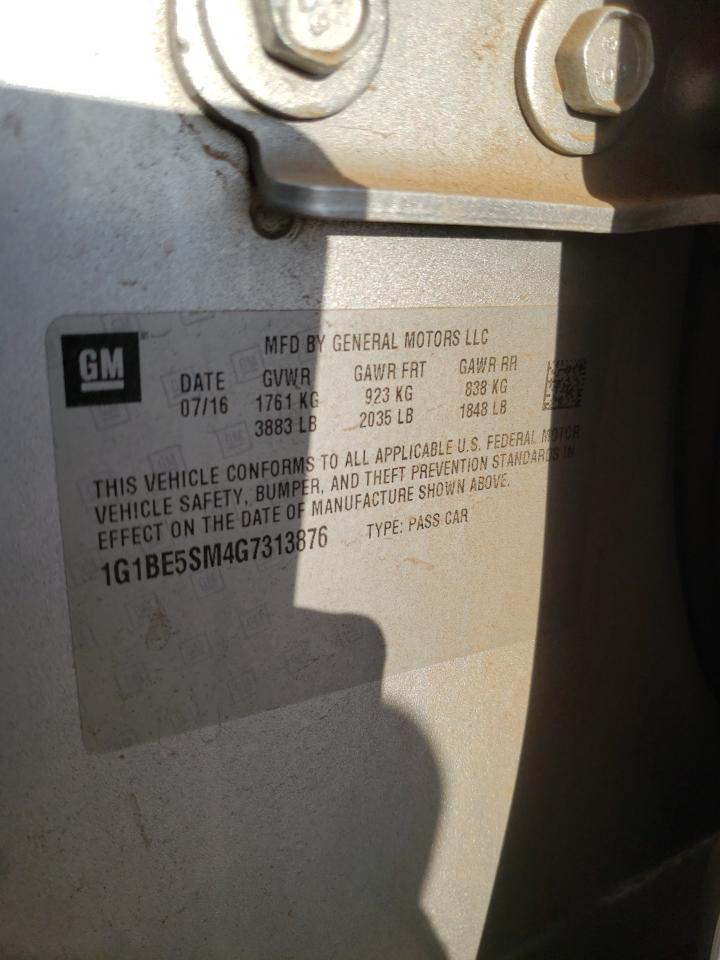 GM
MFD BY GENERAL MOTORS LLC
DATE GVWR GAWR FRT GAWR RR
07/16 1761 KG 923 KG 838 KG
3883 LB 2035 LB 1848 LB
THIS VEHICLE CONFORMS TO ALL APPLICABLE U.S. FEDERAL MOTOR
VEHICLE SAFETY, BUMPER, AND THEFT PREVENTION STANDARDS IN
EFFECT ON THE DATE OF MANUFACTURE SHOWN ABOVE.
1G1BE5SM4G7313876 TYPE: PASS CAR